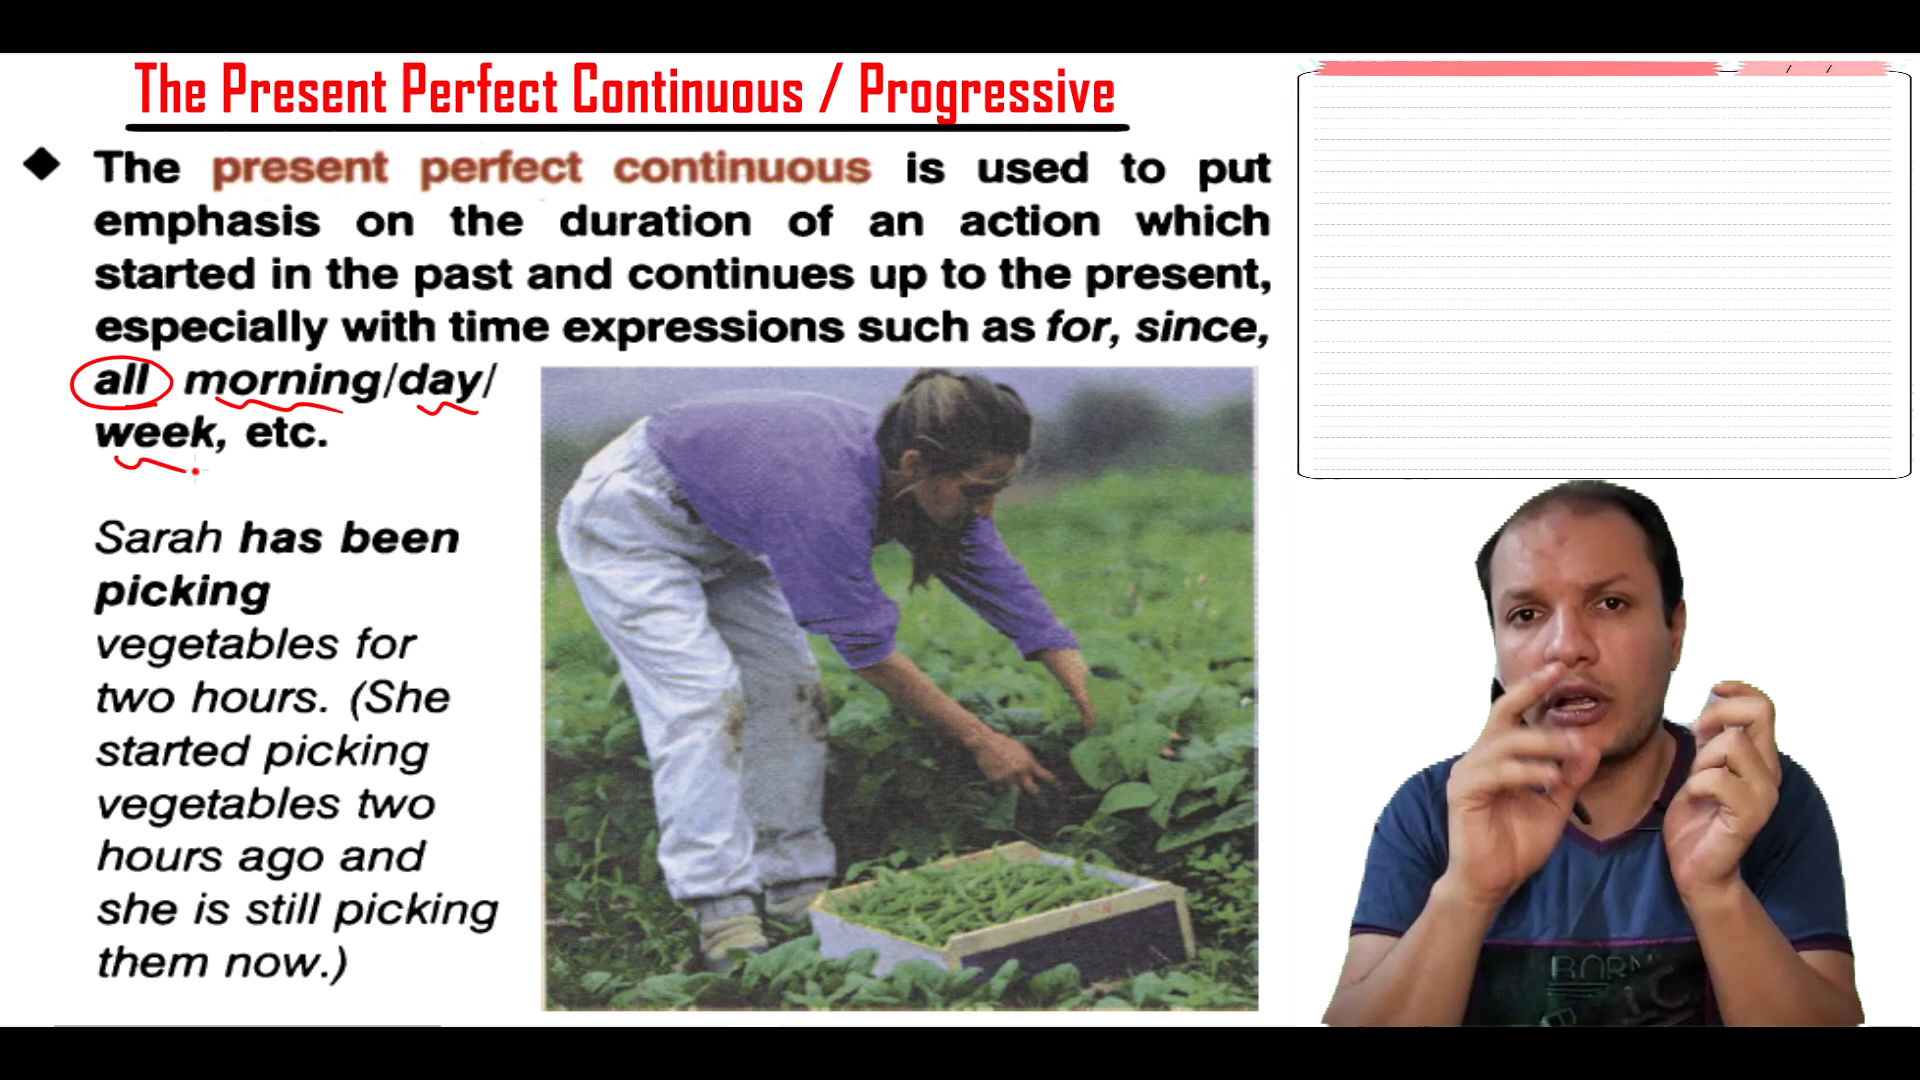 The Present Perfect Continuous / Progressive
◆ The present perfect continuous is used to put
emphasis on the duration of an action which
started in the past and continues up to the present,
especially with time expressions such as for, since,
all morning/day/
week, etc.
Sarah has been
picking
vegetables for
two hours. (She
started picking
vegetables two
hours ago and
she is still picking
them now.)
/ /
BORN